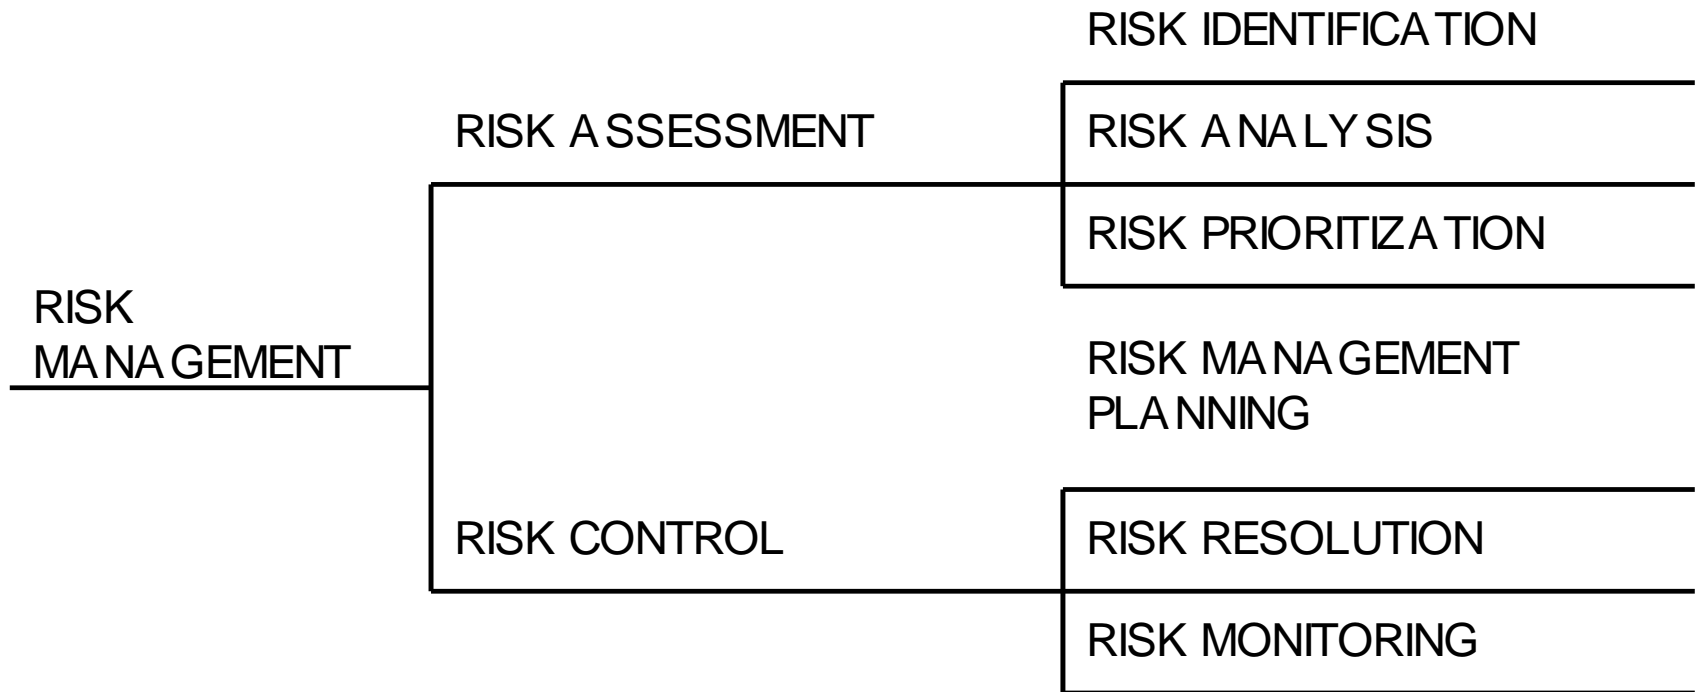 RISK IDENTIFICATION
RISK ASSESSMENT
RISK ANALYSIS
RISK PRIORITIZATION
RISK
MANAGEMENT
RISK MANAGEMENT
PLANNING
RISK CONTROL
RISK RESOLUTION
RISK MONITORING